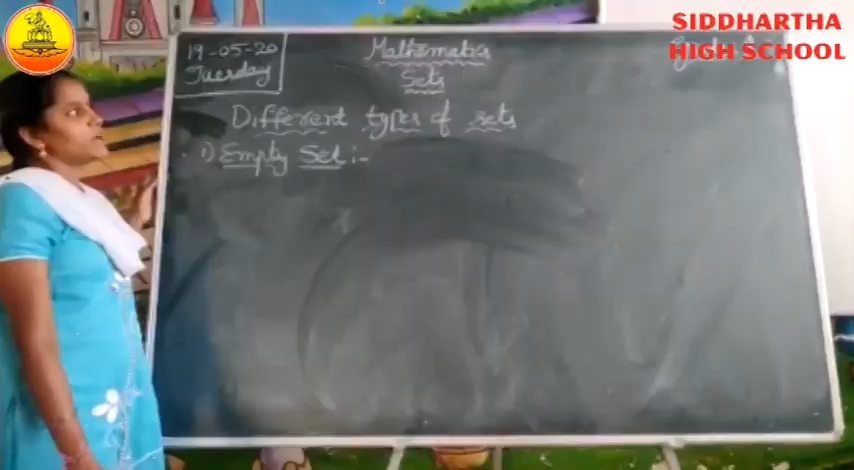 SIDDHARTHA
HIGH SCHOOL
19-05-20
Tuesday
Mathematics
Sets
Different types of sets
1) Empty Set :-